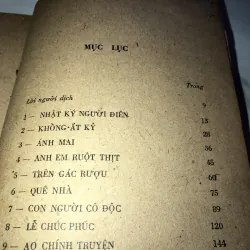 MỤC LỤC
Trang
Lời người dịch 9
1 — NHẬT KÝ NGƯỜI ĐIÊN 13
2 — KHÔNG-ẤT KỶ 28
3 — ÁNH MAI 36
4 — ANH EM RUỘT THỊT 45
5 — TRÊN GÁC RƯỢU 60
6 — QUÊ NHÀ 75
7 — CON NGƯỜI CÔ ĐỘC 89
8 — LỄ CHÚC PHÚC 120
9 — AQ CHÍNH TRUYỆN 144